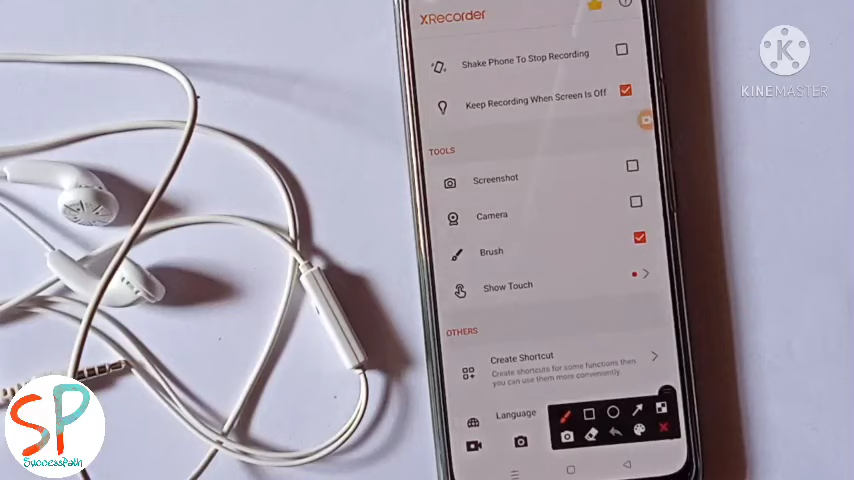 XRecorder
Shake Phone To Stop Recording
Keep Recording When Screen Is Off
TOOLS
Screenshot
Camera
Brush
Show Touch
OTHERS
Create Shortcut
Create shortcuts for some functions then
you can use them more conveniently.
Language
K
KINEMASTER
SP
SuccessPath